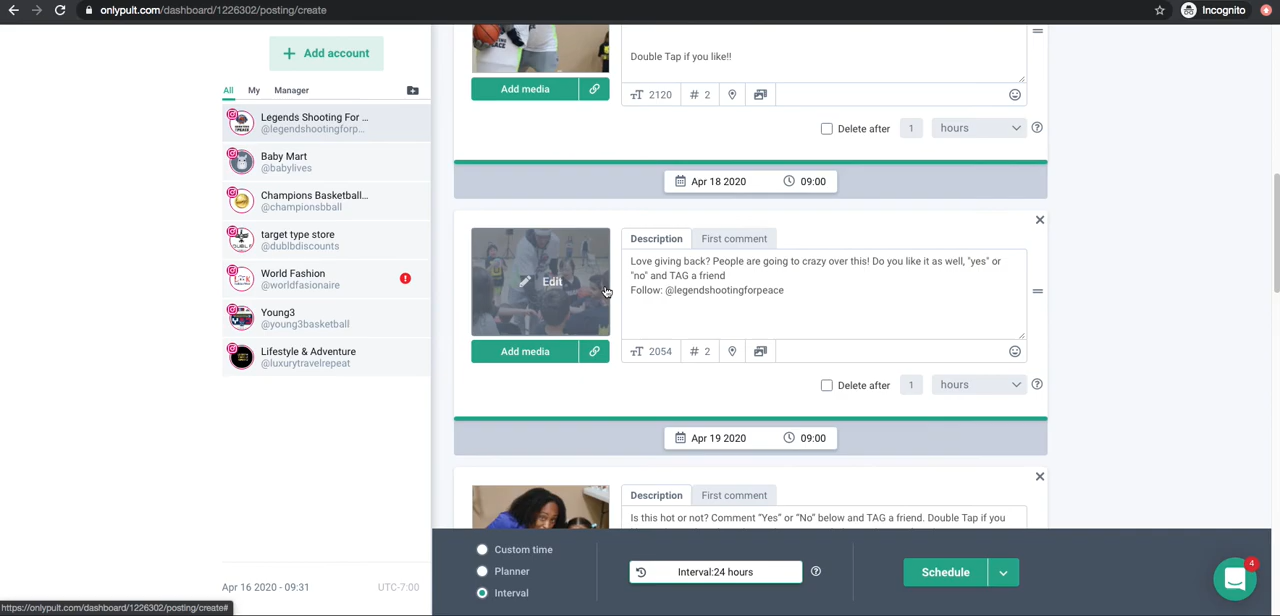 onlypult.com/dashboard/1226302/posting/create
Incognito
+ Add account
All My Manager
Legends Shooting For ...
@legendshootingforp...
Baby Mart
@babylives
Champions Basketball...
@championsbball
target type store
@dublbdiscounts
World Fashion
@worldfasionaire
Young3
@young3basketball
Lifestyle & Adventure
@luxurytravelrepeat
Apr 16 2020 - 09:31 UTC-7:00
https://onlypult.com/dashboard/1226302/posting/create#
Double Tap if you like!!
Add media
2120 # 2
Delete after 1 hours
Apr 18 2020 09:00
Edit
Add media
Description First comment
Love giving back? People are going to crazy over this! Do you like it as well, "yes" or
"no" and TAG a friend
Follow: @legendshootingforpeace
2054 # 2
Delete after 1 hours
Apr 19 2020 09:00
Description First comment
Is this hot or not? Comment “Yes” or “No” below and TAG a friend. Double Tap if you
Custom time
Planner
Interval
Interval:24 hours
Schedule
4